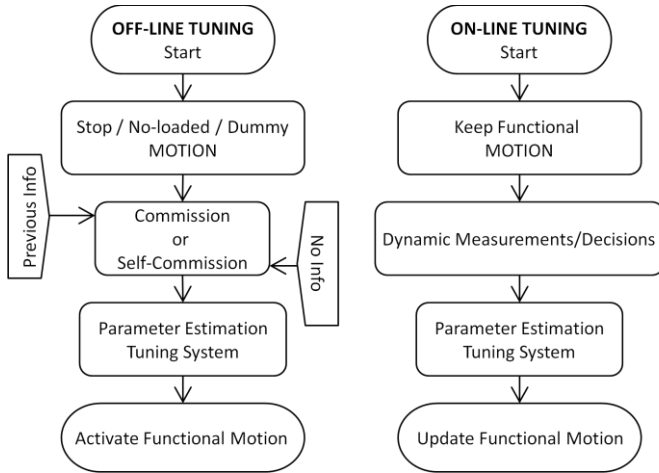 OFF-LINE TUNING
Start
Stop / No-loaded / Dummy
MOTION
Previous Info
Commission
or
Self-Commission
No Info
Parameter Estimation
Tuning System
Activate Functional Motion
ON-LINE TUNING
Start
Keep Functional
MOTION
Dynamic Measurements/Decisions
Parameter Estimation
Tuning System
Update Functional Motion